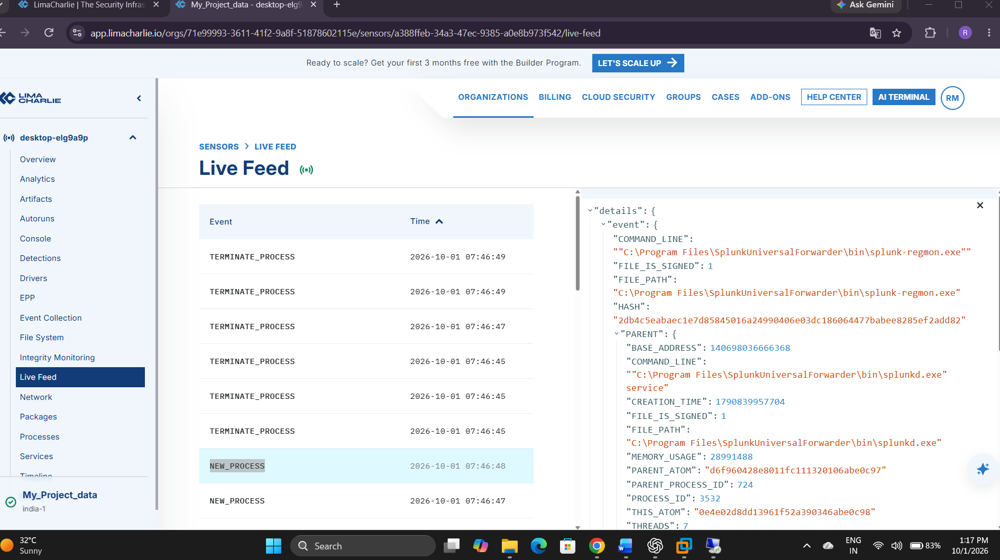 LimaCharlie | The Security Infras
My_Project_data - desktop-elg9
Ask Gemini
app.limacharlie.io/orgs/71e99993-3611-41f2-9a8f-51878602115e/sensors/a388ffeb-34a3-47ec-9385-a0e8b973f542/live-feed
R
Ready to scale? Get your first 3 months free with the Builder Program.
LET'S SCALE UP
LIMA
CHARLIE
ORGANIZATIONS
BILLING
CLOUD SECURITY
GROUPS
CASES
ADD-ONS
HELP CENTER
AI TERMINAL
RM
desktop-elg9a9p
Overview
Analytics
Artifacts
Autoruns
Console
Detections
Drivers
EPP
Event Collection
File System
Integrity Monitoring
Live Feed
Network
Packages
Processes
Services
Timeline
My_Project_data
india-1
SENSORS > LIVE FEED
Live Feed
Event Time
TERMINATE_PROCESS 2026-10-01 07:46:49
TERMINATE_PROCESS 2026-10-01 07:46:49
TERMINATE_PROCESS 2026-10-01 07:46:47
TERMINATE_PROCESS 2026-10-01 07:46:45
TERMINATE_PROCESS 2026-10-01 07:46:45
TERMINATE_PROCESS 2026-10-01 07:46:45
NEW_PROCESS 2026-10-01 07:46:48
NEW_PROCESS 2026-10-01 07:46:47
"details": {
"event": {
"COMMAND_LINE":
""C:\Program Files\SplunkUniversalForwarder\bin\splunk-regmon.exe""
"FILE_IS_SIGNED": 1
"FILE_PATH":
"C:\Program Files\SplunkUniversalForwarder\bin\splunk-regmon.exe"
"HASH":
"2db4c5eabaec1e7d85845016a24990406e03dc186064477babee8285ef2add82"
"PARENT": {
"BASE_ADDRESS": 140698036666368
"COMMAND_LINE":
""C:\Program Files\SplunkUniversalForwarder\bin\splunkd.exe"
service"
"CREATION_TIME": 1790839957704
"FILE_IS_SIGNED": 1
"FILE_PATH":
"C:\Program Files\SplunkUniversalForwarder\bin\splunkd.exe"
"MEMORY_USAGE": 28991488
"PARENT_ATOM": "d6f960428e8011fc111320106abe0c97"
"PARENT_PROCESS_ID": 724
"PROCESS_ID": 3532
"THIS_ATOM": "0e4e02d8dd13961f52a390346abe0c98"
"THREADS": 7
32°C
Sunny
Search
ENG
IN
83%
1:17 PM
10/1/2026